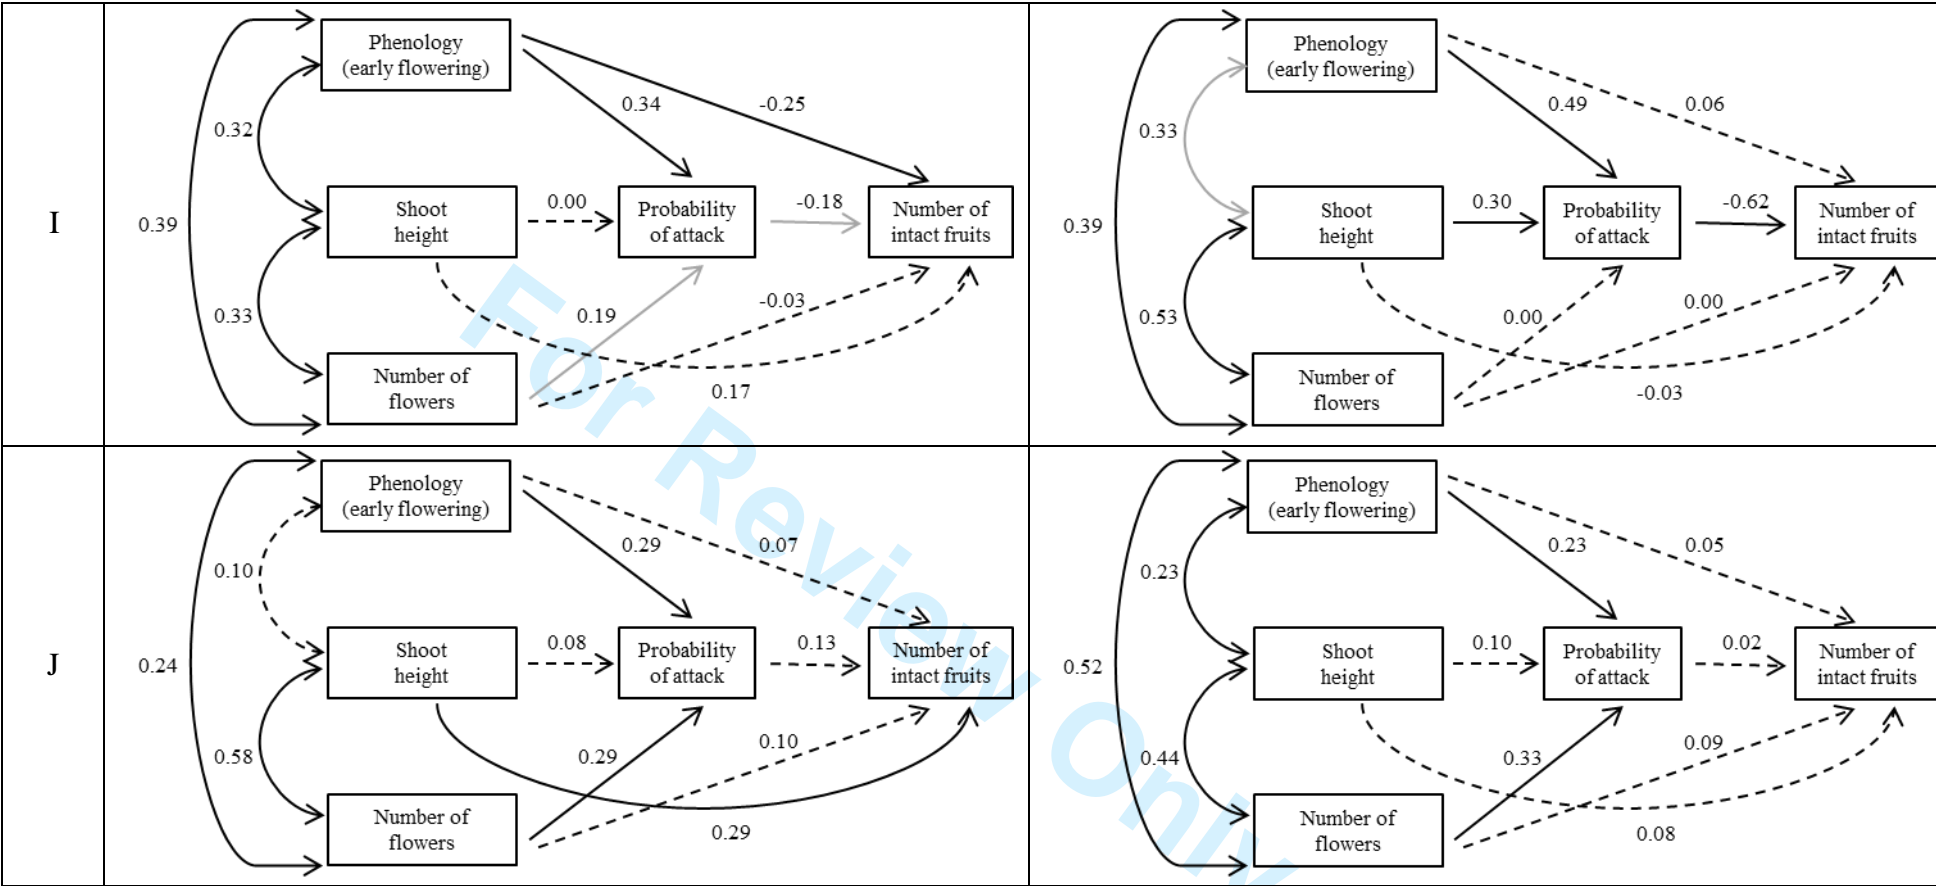 I
Phenology
(early flowering)
0.34
-0.25
0.32
0.39
Shoot
height
0.00
Probability
of attack
-0.18
Number of
intact fruits
0.33
0.19
-0.03
0.17
Number of
flowers
Phenology
(early flowering)
0.49
0.06
0.33
0.39
Shoot
height
0.30
Probability
of attack
-0.62
Number of
intact fruits
0.53
0.00
0.00
-0.03
Number of
flowers
J
Phenology
(early flowering)
0.29
0.07
0.10
0.24
Shoot
height
0.08
Probability
of attack
0.13
Number of
intact fruits
0.58
0.29
0.10
0.29
Number of
flowers
Phenology
(early flowering)
0.23
0.05
0.23
0.52
Shoot
height
0.10
Probability
of attack
0.02
Number of
intact fruits
0.44
0.33
0.09
0.08
Number of
flowers
For Review Only